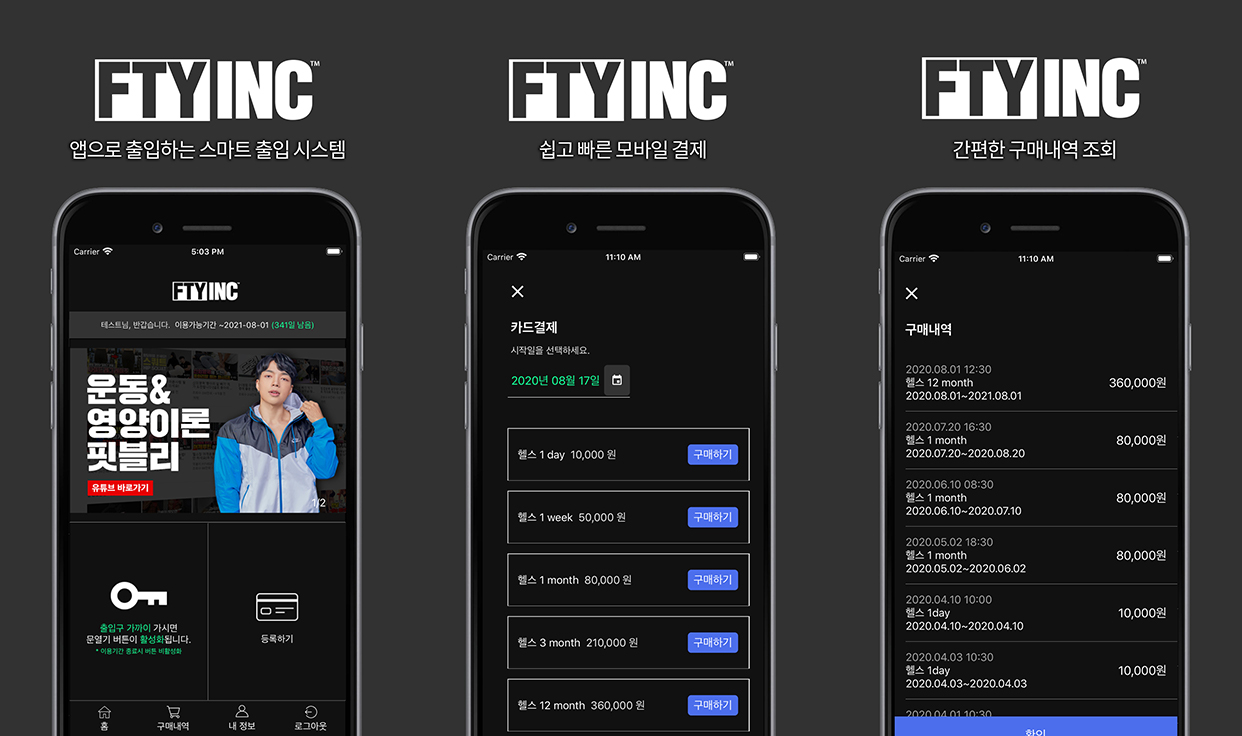 FTY INC™
앱으로 출입하는 스마트 출입 시스템
Carrier
5:03 PM
FTY INC
테스트님, 반갑습니다. 이용가능기간 ~2021-08-01 (341일 남음)
운동&
영양이론
핏블리
유튜브 바로가기
1/2
출입구 가까이 가시면
문열기 버튼이 활성화됩니다.
* 이용기간 종료시 버튼 비활성화
등록하기
홈
구매내역
내 정보
로그아웃
FTY INC™
쉽고 빠른 모바일 결제
Carrier
11:10 AM
카드결제
시작일을 선택하세요.
2020년 08월 17일
헬스 1 day 10,000 원
구매하기
헬스 1 week 50,000 원
구매하기
헬스 1 month 80,000 원
구매하기
헬스 3 month 210,000 원
구매하기
헬스 12 month 360,000 원
구매하기
FTY INC™
간편한 구매내역 조회
Carrier
11:10 AM
구매내역
2020.08.01 12:30
헬스 12 month
360,000원
2020.08.01~2021.08.01
2020.07.20 16:30
헬스 1 month
80,000원
2020.07.20~2020.08.20
2020.06.10 08:30
헬스 1 month
80,000원
2020.06.10~2020.07.10
2020.05.02 18:30
헬스 1 month
80,000원
2020.05.02~2020.06.02
2020.04.10 10:00
헬스 1day
10,000원
2020.04.10~2020.04.10
2020.04.03 10:30
헬스 1day
10,000원
2020.04.03~2020.04.03
2020.04.01 10:30
확인